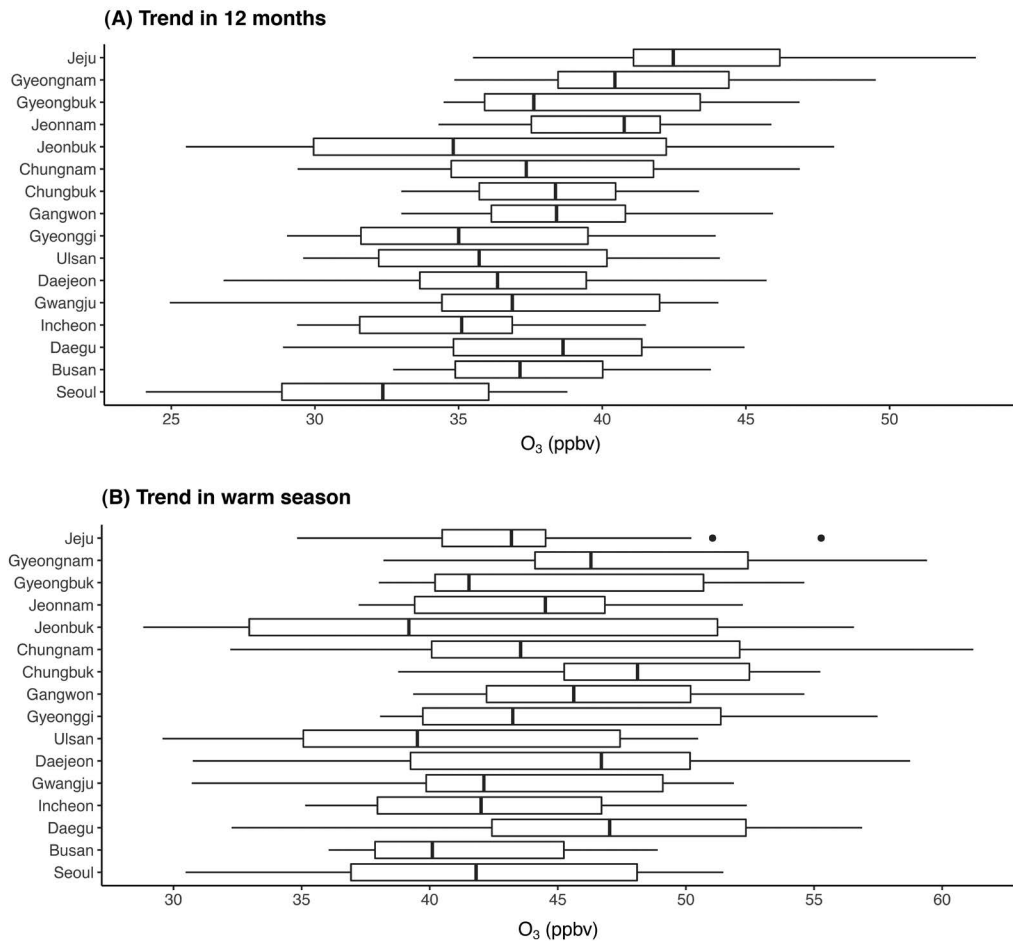 (A) Trend in 12 months
Jeju
Gyeongnam
Gyeongbuk
Jeonnam
Jeonbuk
Chungnam
Chungbuk
Gangwon
Gyeonggi
Ulsan
Daejeon
Gwangju
Incheon
Daegu
Busan
Seoul
25 30 35 40 45 50
O₃ (ppbv)
(B) Trend in warm season
Jeju
Gyeongnam
Gyeongbuk
Jeonnam
Jeonbuk
Chungnam
Chungbuk
Gangwon
Gyeonggi
Ulsan
Daejeon
Gwangju
Incheon
Daegu
Busan
Seoul
30 35 40 45 50 55 60
O₃ (ppbv)